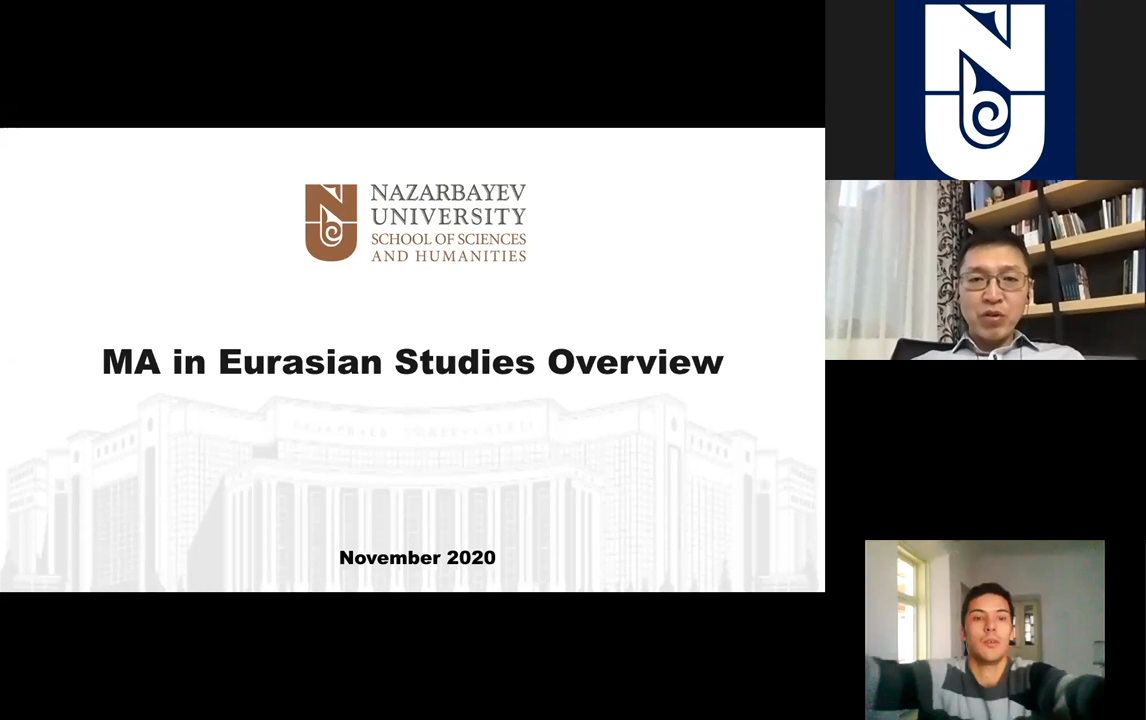 NAZARBAYEV
UNIVERSITY
SCHOOL OF SCIENCES
AND HUMANITIES
MA in Eurasian Studies Overview
November 2020